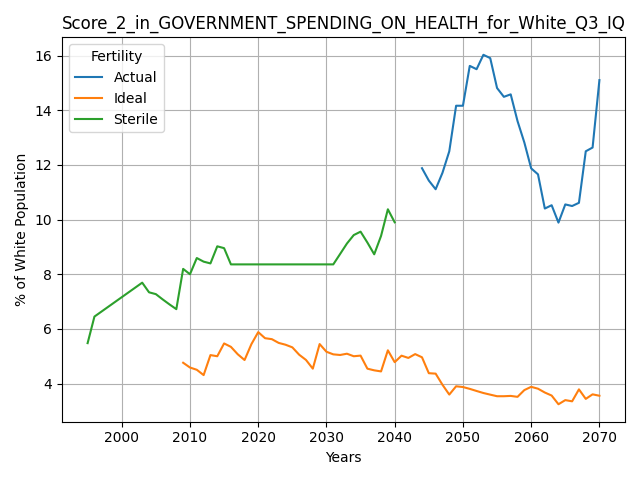 Score_2_in_GOVERNMENT_SPENDING_ON_HEALTH_for_White_Q3_IQ
Fertility
Actual
Ideal
Sterile
% of White Population
16
14
12
10
8
6
4
2000 2010 2020 2030 2040 2050 2060 2070
Years